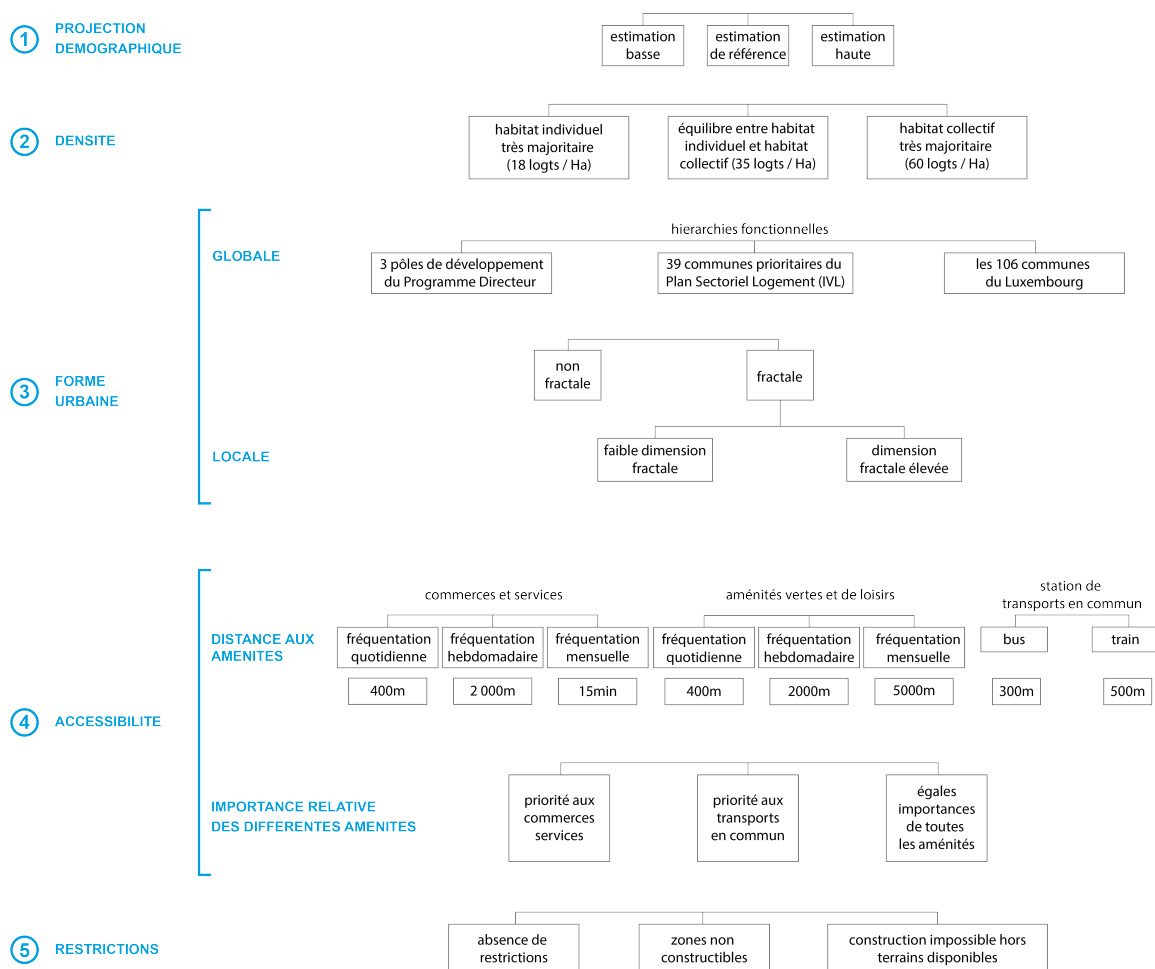 1
PROJECTION
DEMOGRAPHIQUE
estimation
basse
estimation
de référence
estimation
haute
2
DENSITE
habitat individuel
très majoritaire
(18 logts / Ha)
équilibre entre habitat
individuel et habitat
collectif (35 logts / Ha)
habitat collectif
très majoritaire
(60 logts / Ha)
3
FORME
URBAINE
GLOBALE
hierarchies fonctionnelles
3 pôles de développement
du Programme Directeur
39 communes prioritaires du
Plan Sectoriel Logement (IVL)
les 106 communes
du Luxembourg
non
fractale
fractale
LOCALE
faible dimension
fractale
dimension
fractale élevée
4
ACCESSIBILITE
DISTANCE AUX
AMENITES
commerces et services
fréquentation
quotidienne
fréquentation
hebdomadaire
fréquentation
mensuelle
400m
2 000m
15min
aménités vertes et de loisirs
fréquentation
quotidienne
fréquentation
hebdomadaire
fréquentation
mensuelle
400m
2000m
5000m
station de
transports en commun
bus
train
300m
500m
IMPORTANCE RELATIVE
DES DIFFERENTES AMENITES
priorité aux
commerces
services
priorité aux
transports
en commun
égales
importances
de toutes
les aménités
5
RESTRICTIONS
absence de
restrictions
zones non
constructibles
construction impossible hors
terrains disponibles